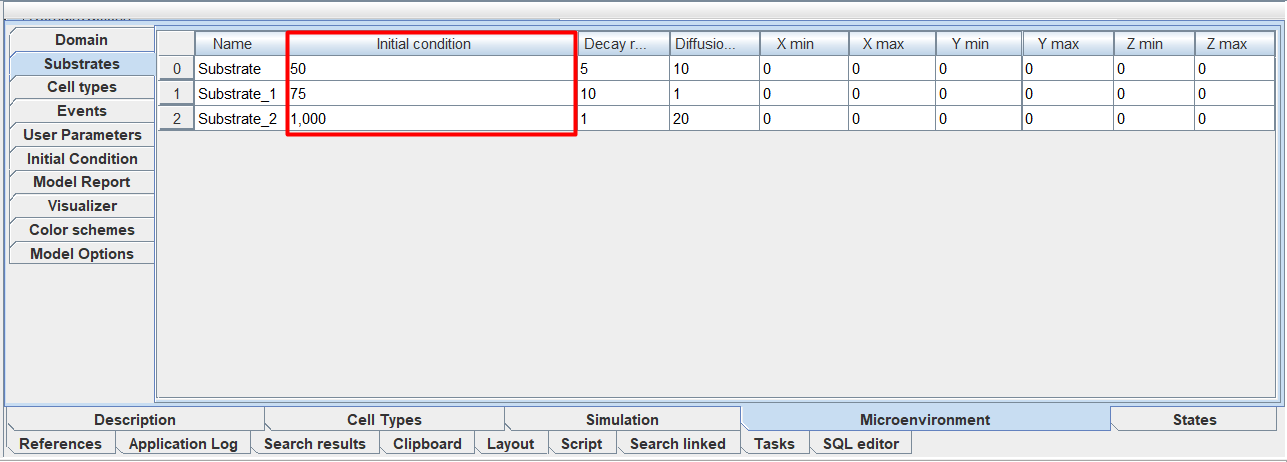 Domain
Substrates
Cell types
Events
User Parameters
Initial Condition
Model Report
Visualizer
Color schemes
Model Options
Name Initial condition Decay r... Diffusio... X min X max Y min Y max Z min Z max
0 Substrate 50 5 10 0 0 0 0 0 0
1 Substrate_1 75 10 1 0 0 0 0 0 0
2 Substrate_2 1,000 1 20 0 0 0 0 0 0
Description Cell Types Simulation Microenvironment States
References Application Log Search results Clipboard Layout Script Search linked Tasks SQL editor